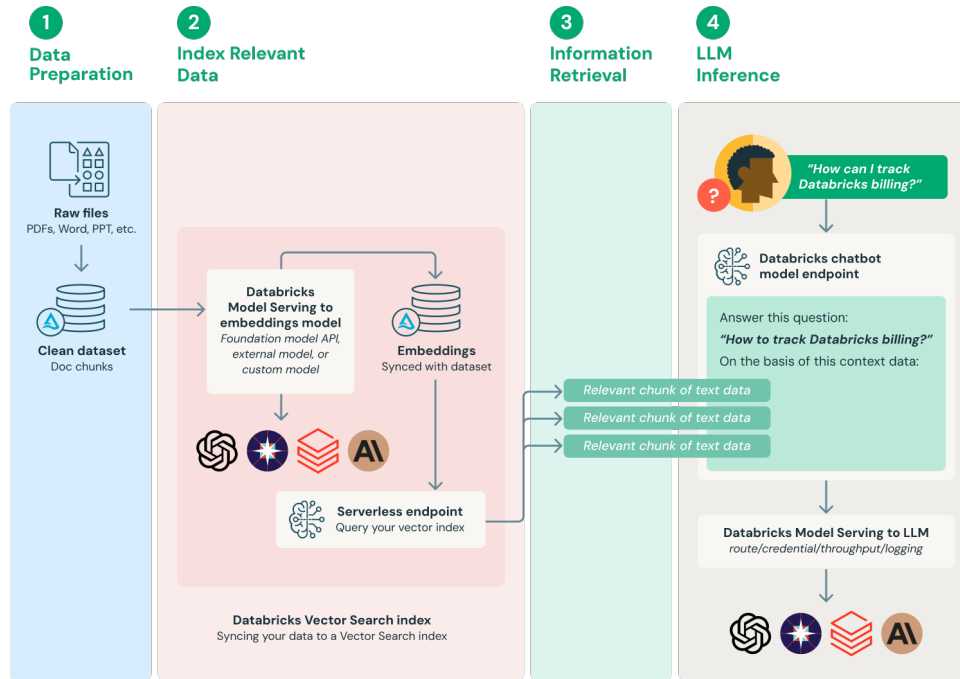 1
Data
Preparation
2
Index Relevant
Data
3
Information
Retrieval
4
LLM
Inference
Raw files
PDFs, Word, PPT, etc.
Clean dataset
Doc chunks
Databricks
Model Serving to
embeddings model
Foundation model API,
external model, or
custom model
Embeddings
Synced with dataset
Serverless endpoint
Query your vector index
Databricks Vector Search index
Syncing your data to a Vector Search index
Relevant chunk of text data
Relevant chunk of text data
Relevant chunk of text data
?
“How can I track
Databricks billing?”
Databricks chatbot
model endpoint
Answer this question:
“How to track Databricks billing?”
On the basis of this context data:
Databricks Model Serving to LLM
route/credential/throughput/logging